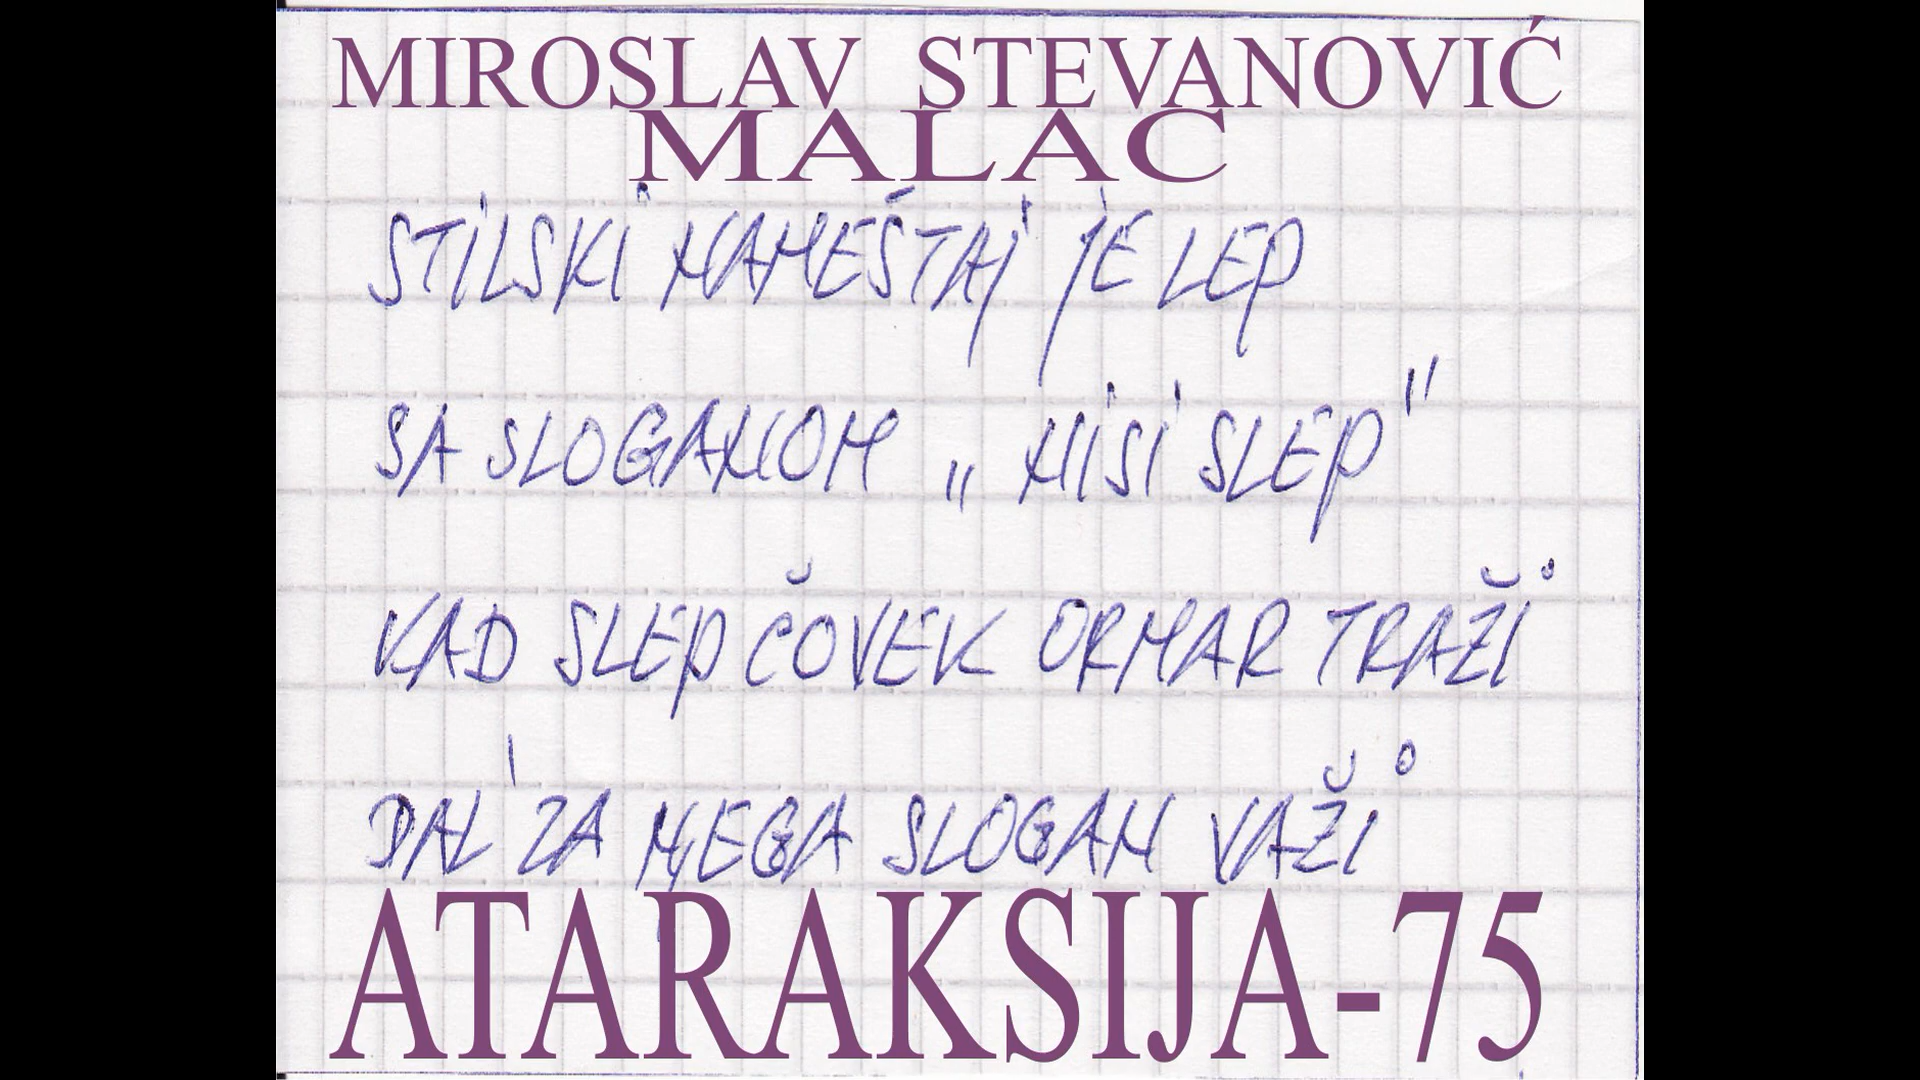 MIROSLAV STEVANOVIĆ
MALAC
STILSKI NAMEŠTAJ JE LEP
SA SLOGANOM „NISI SLEP"
KAD SLEP ČOVEK ORMAR TRAŽI
DAL' ZA NJEGA SLOGAN VAŽI
ATARAKSIJA-75